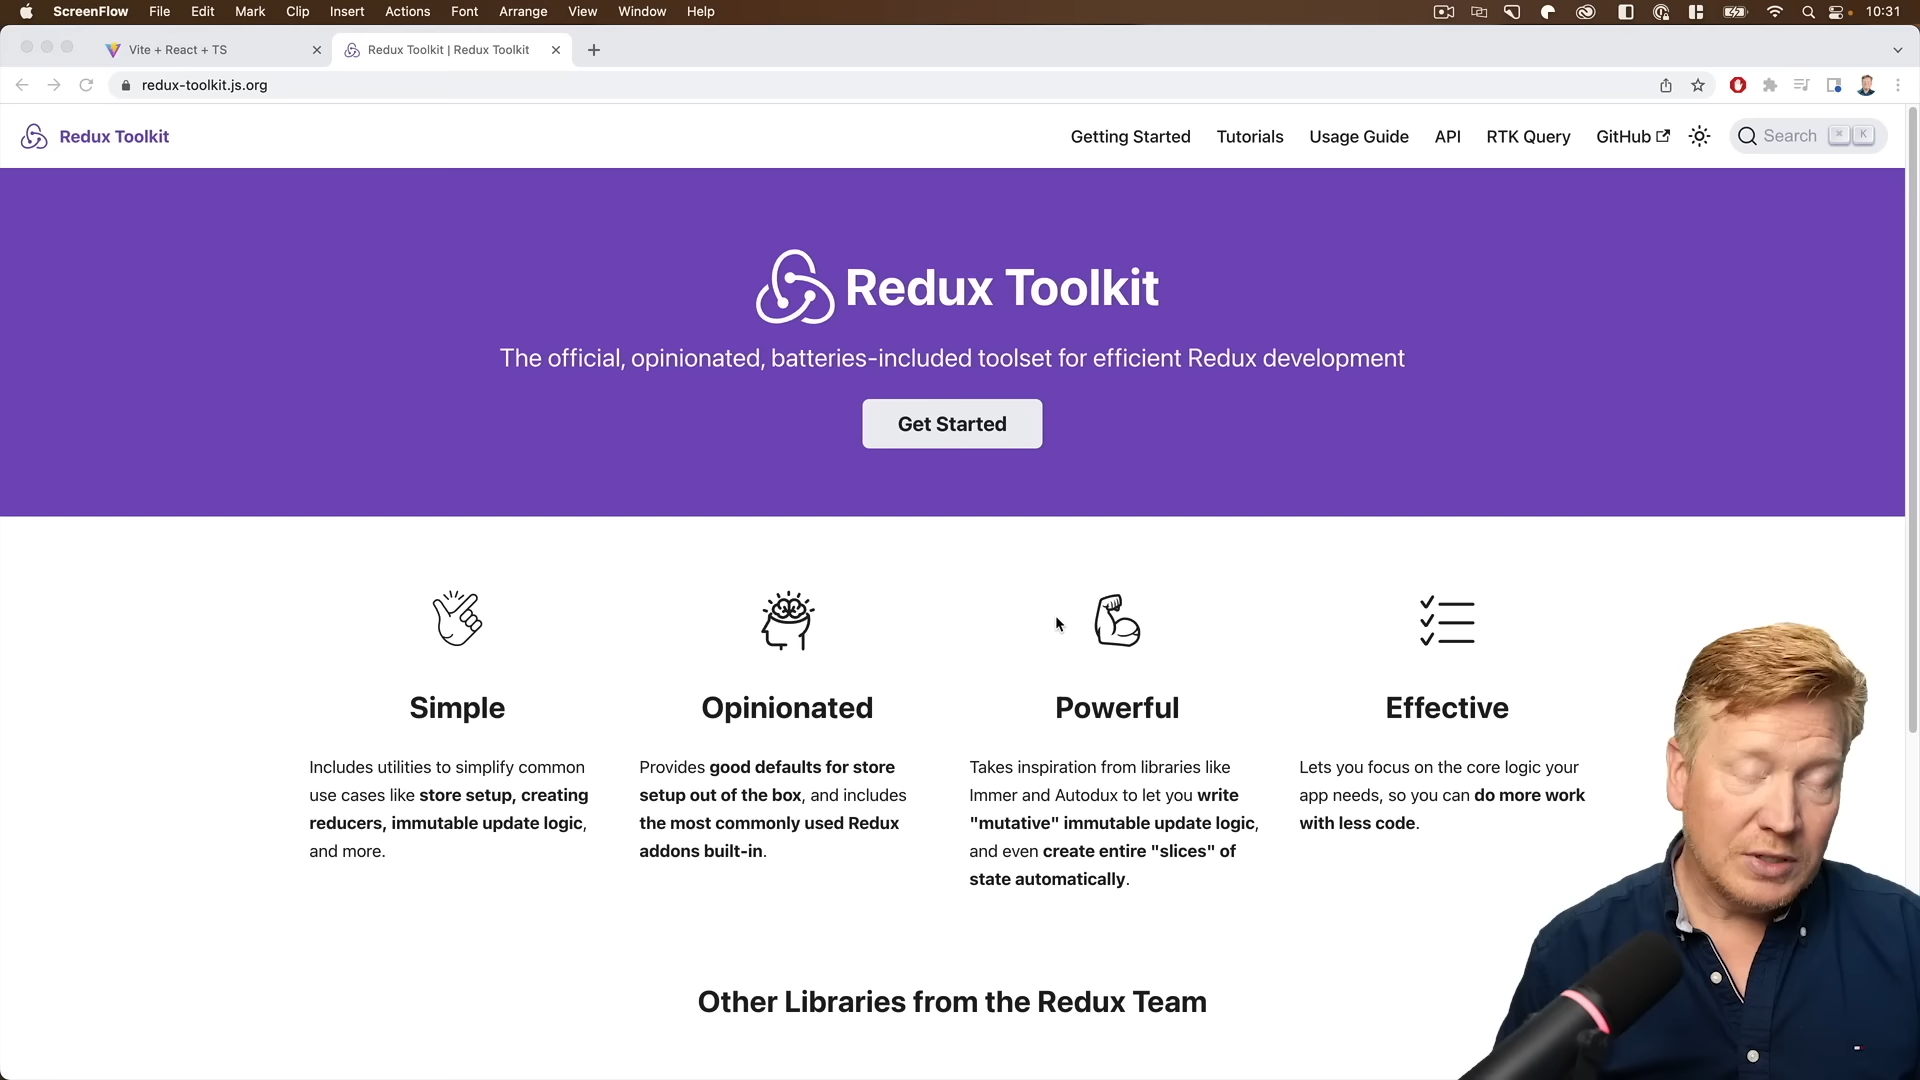 ScreenFlow File Edit Mark Clip Insert Actions Font Arrange View Window Help 10:31
Vite + React + TS
Redux Toolkit | Redux Toolkit
redux-toolkit.js.org
Redux Toolkit
Getting Started Tutorials Usage Guide API RTK Query GitHub Search ⌘ K
Redux Toolkit
The official, opinionated, batteries-included toolset for efficient Redux development
Get Started
Simple
Includes utilities to simplify common
use cases like store setup, creating
reducers, immutable update logic,
and more.
Opinionated
Provides good defaults for store
setup out of the box, and includes
the most commonly used Redux
addons built-in.
Powerful
Takes inspiration from libraries like
Immer and Autodux to let you write
"mutative" immutable update logic,
and even create entire "slices" of
state automatically.
Effective
Lets you focus on the core logic your
app needs, so you can do more work
with less code.
Other Libraries from the Redux Team